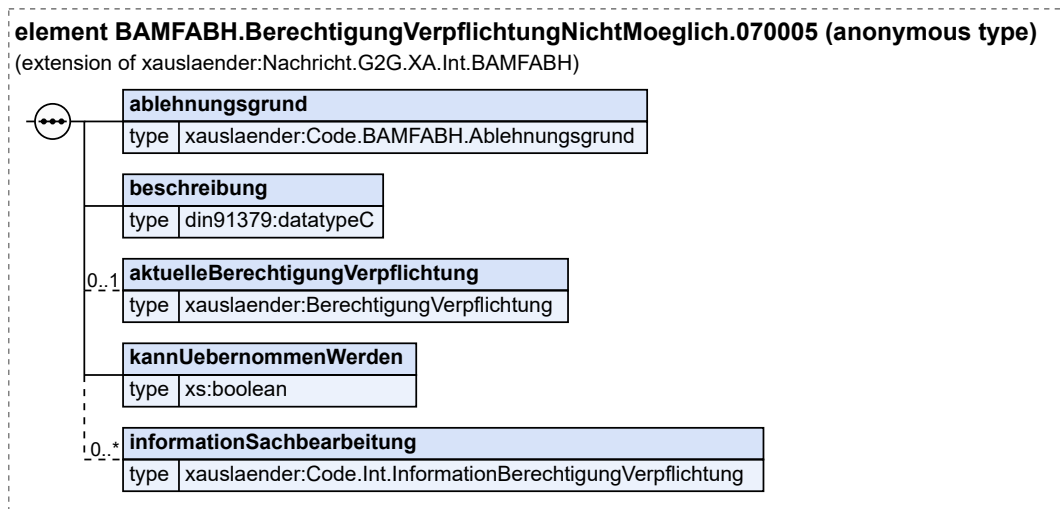 element BAMFABH.BerechtigungVerpflichtungNichtMoeglich.070005 (anonymous type)
(extension of xauslaender:Nachricht.G2G.XA.Int.BAMFABH)
ablehnungsgrund
type xauslaender:Code.BAMFABH.Ablehnungsgrund
beschreibung
type din91379:datatypeC
0..1 aktuelleBerechtigungVerpflichtung
type xauslaender:BerechtigungVerpflichtung
kannUebernommenWerden
type xs:boolean
0..* informationSachbearbeitung
type xauslaender:Code.Int.InformationBerechtigungVerpflichtung